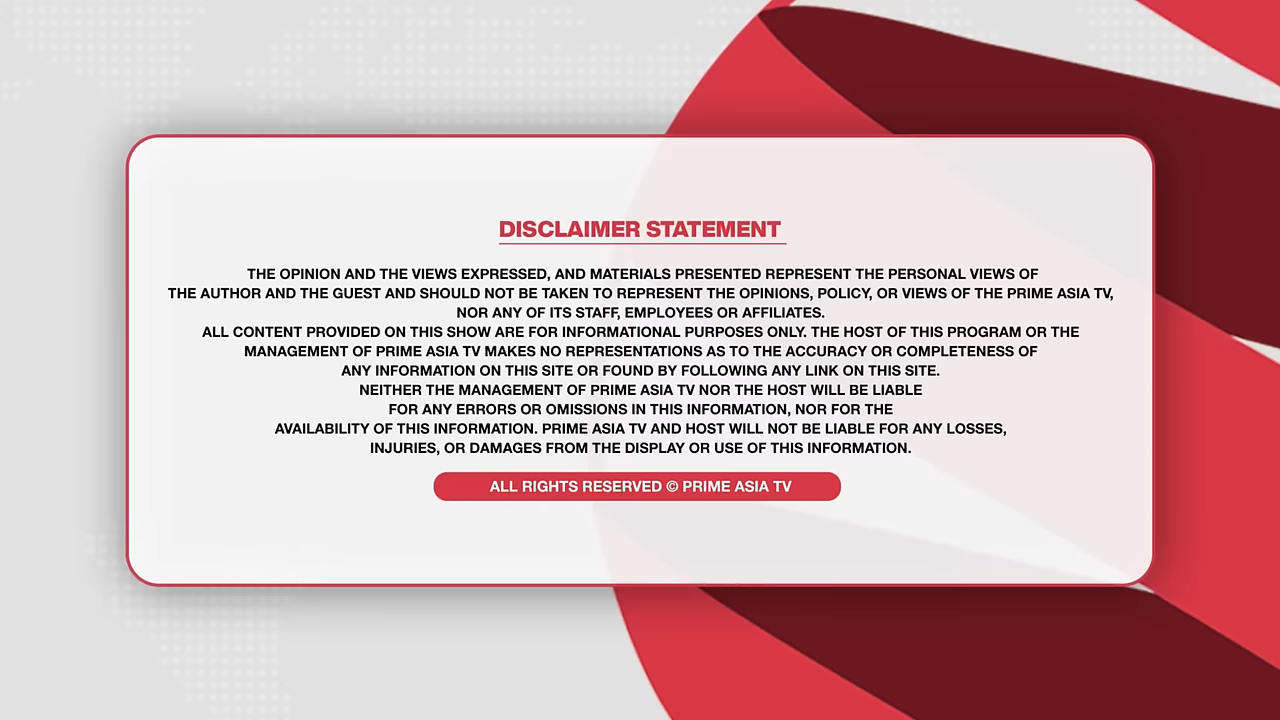 DISCLAIMER STATEMENT
THE OPINION AND THE VIEWS EXPRESSED, AND MATERIALS PRESENTED REPRESENT THE PERSONAL VIEWS OF
THE AUTHOR AND THE GUEST AND SHOULD NOT BE TAKEN TO REPRESENT THE OPINIONS, POLICY, OR VIEWS OF THE PRIME ASIA TV,
NOR ANY OF ITS STAFF, EMPLOYEES OR AFFILIATES.
ALL CONTENT PROVIDED ON THIS SHOW ARE FOR INFORMATIONAL PURPOSES ONLY. THE HOST OF THIS PROGRAM OR THE
MANAGEMENT OF PRIME ASIA TV MAKES NO REPRESENTATIONS AS TO THE ACCURACY OR COMPLETENESS OF
ANY INFORMATION ON THIS SITE OR FOUND BY FOLLOWING ANY LINK ON THIS SITE.
NEITHER THE MANAGEMENT OF PRIME ASIA TV NOR THE HOST WILL BE LIABLE
FOR ANY ERRORS OR OMISSIONS IN THIS INFORMATION, NOR FOR THE
AVAILABILITY OF THIS INFORMATION. PRIME ASIA TV AND HOST WILL NOT BE LIABLE FOR ANY LOSSES,
INJURIES, OR DAMAGES FROM THE DISPLAY OR USE OF THIS INFORMATION.
ALL RIGHTS RESERVED © PRIME ASIA TV